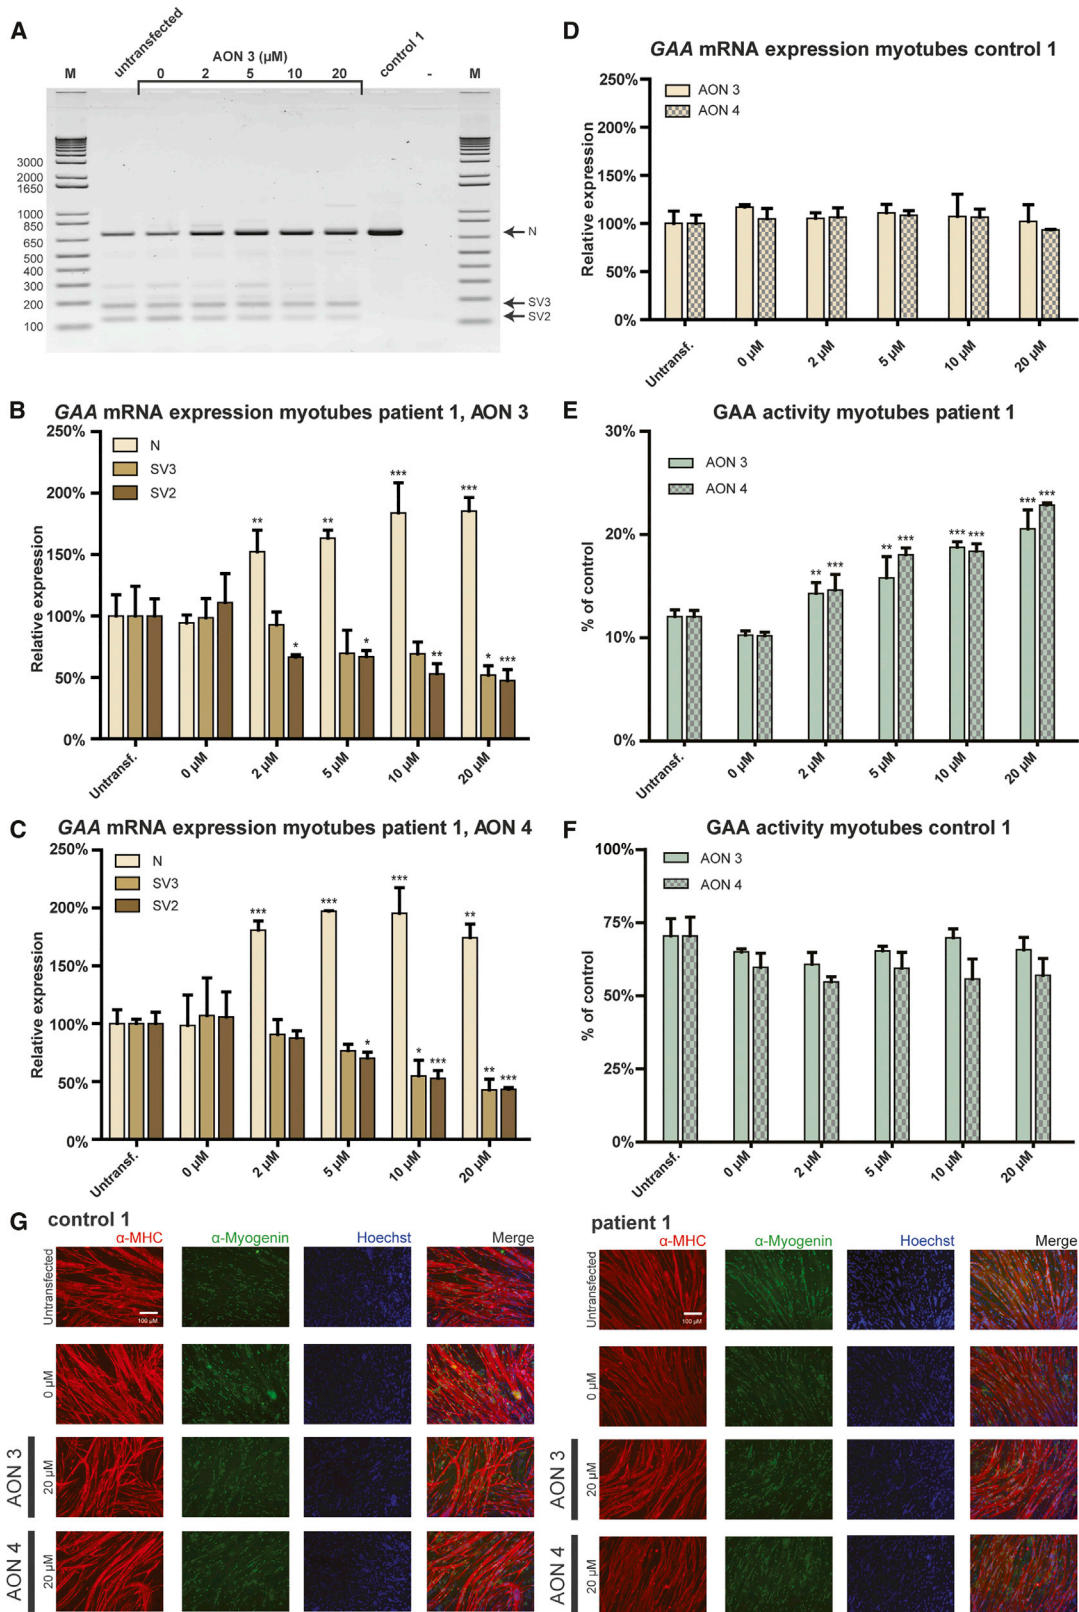 A
untransfected
AON 3 (µM)
control 1
M 0 2 5 10 20 - M
3000
2000
1650
1000
850
650
500
400
300
200
100
N
SV3
SV2
B
GAA mRNA expression myotubes patient 1, AON 3
250%
200%
150%
100%
50%
0%
Relative expression
N
SV3
SV2
** ** *** ***
* * ** * ***
Untransf. 0 µM 2 µM 5 µM 10 µM 20 µM
C
GAA mRNA expression myotubes patient 1, AON 4
250%
200%
150%
100%
50%
0%
Relative expression
N
SV3
SV2
*** *** *** **
* * *** ** ***
Untransf. 0 µM 2 µM 5 µM 10 µM 20 µM
D
GAA mRNA expression myotubes control 1
250%
200%
150%
100%
50%
0%
Relative expression
AON 3
AON 4
Untransf. 0 µM 2 µM 5 µM 10 µM 20 µM
E
GAA activity myotubes patient 1
30%
20%
10%
0%
% of control
AON 3
AON 4
** *** ** *** *** *** *** ***
Untransf. 0 µM 2 µM 5 µM 10 µM 20 µM
F
GAA activity myotubes control 1
100%
75%
50%
25%
0%
% of control
AON 3
AON 4
Untransf. 0 µM 2 µM 5 µM 10 µM 20 µM
G
control 1
α-MHC α-Myogenin Hoechst Merge
Untransfected
100 µM
0 µM
AON 3
20 µM
AON 4
20 µM
patient 1
α-MHC α-Myogenin Hoechst Merge
Untransfected
100 µM
0 µM
AON 3
20 µM
AON 4
20 µM